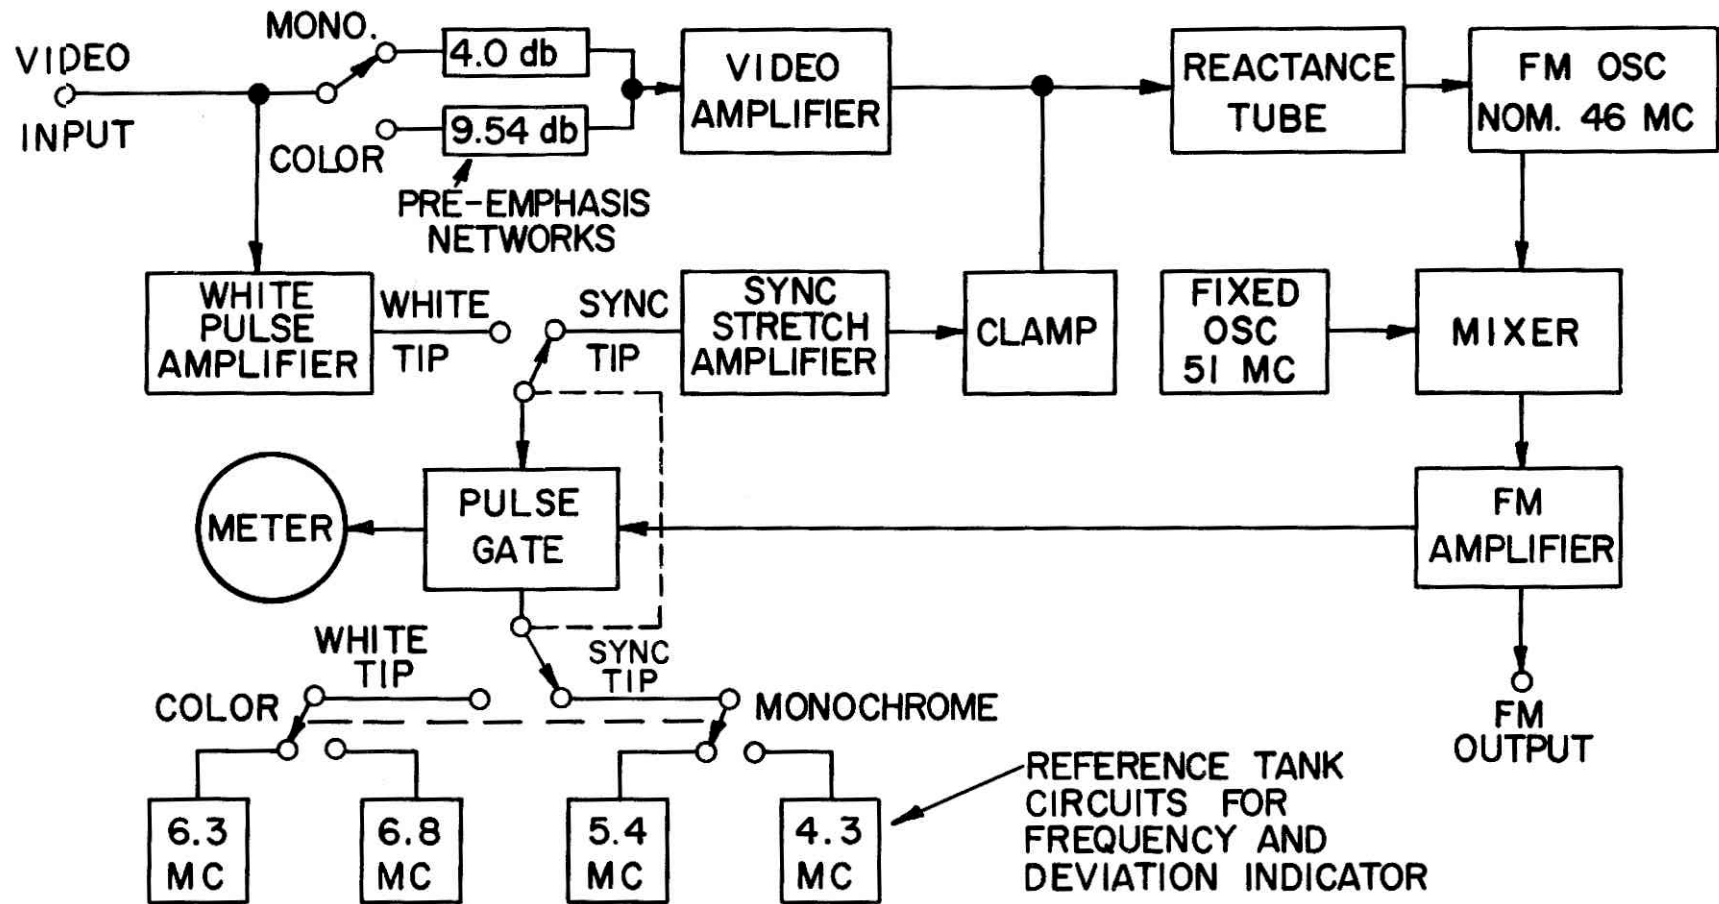 VIDEO
INPUT
MONO.
4.0 db
COLOR
9.54 db
PRE-EMPHASIS
NETWORKS
VIDEO
AMPLIFIER
REACTANCE
TUBE
FM OSC
NOM. 46 MC
WHITE
PULSE
AMPLIFIER
WHITE
TIP
SYNC
TIP
SYNC
STRETCH
AMPLIFIER
CLAMP
FIXED
OSC
51 MC
MIXER
METER
PULSE
GATE
FM
AMPLIFIER
WHITE
TIP
SYNC
TIP
COLOR
MONOCHROME
FM
OUTPUT
6.3
MC
6.8
MC
5.4
MC
4.3
MC
REFERENCE TANK
CIRCUITS FOR
FREQUENCY AND
DEVIATION INDICATOR